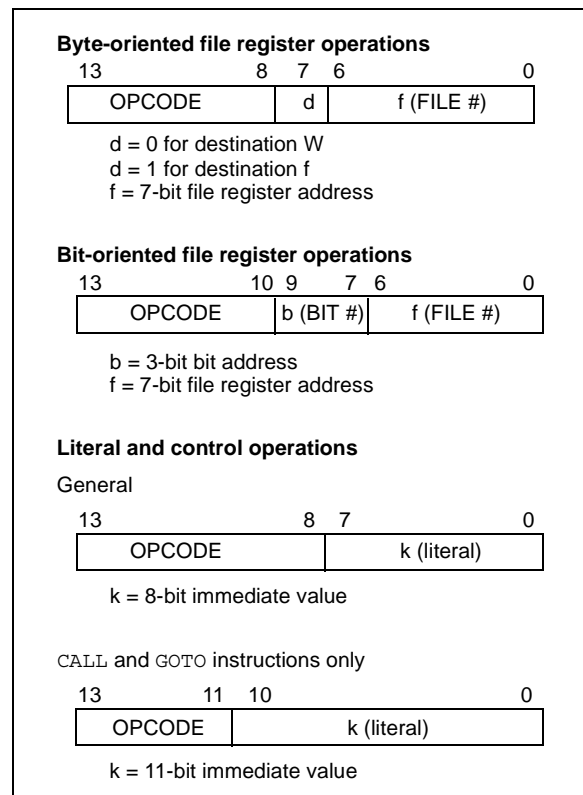 Byte-oriented file register operations
13 8 7 6 0
OPCODE d f (FILE #)
d = 0 for destination W
d = 1 for destination f
f = 7-bit file register address
Bit-oriented file register operations
13 10 9 7 6 0
OPCODE b (BIT #) f (FILE #)
b = 3-bit bit address
f = 7-bit file register address
Literal and control operations
General
13 8 7 0
OPCODE k (literal)
k = 8-bit immediate value
CALL and GOTO instructions only
13 11 10 0
OPCODE k (literal)
k = 11-bit immediate value